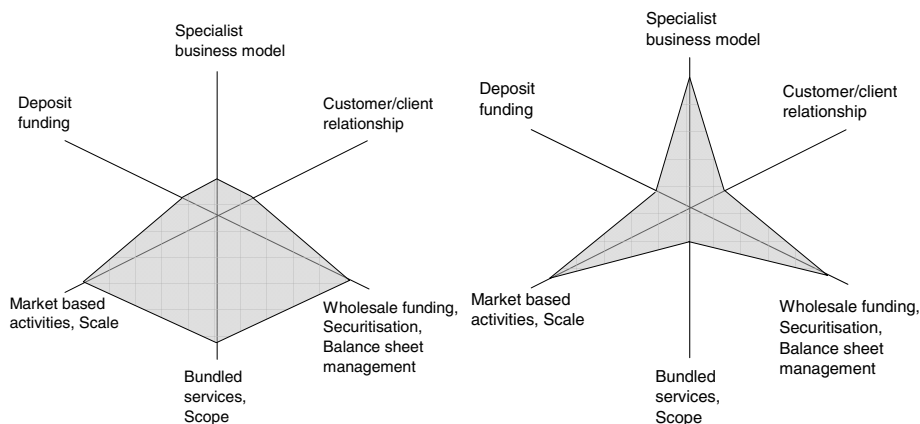 Specialist
business model
Deposit
funding
Customer/client
relationship
Market based
activities, Scale
Wholesale funding,
Securitisation,
Balance sheet
management
Bundled
services,
Scope
Specialist
business model
Deposit
funding
Customer/client
relationship
Market based
activities, Scale
Wholesale funding,
Securitisation,
Balance sheet
management
Bundled
services,
Scope